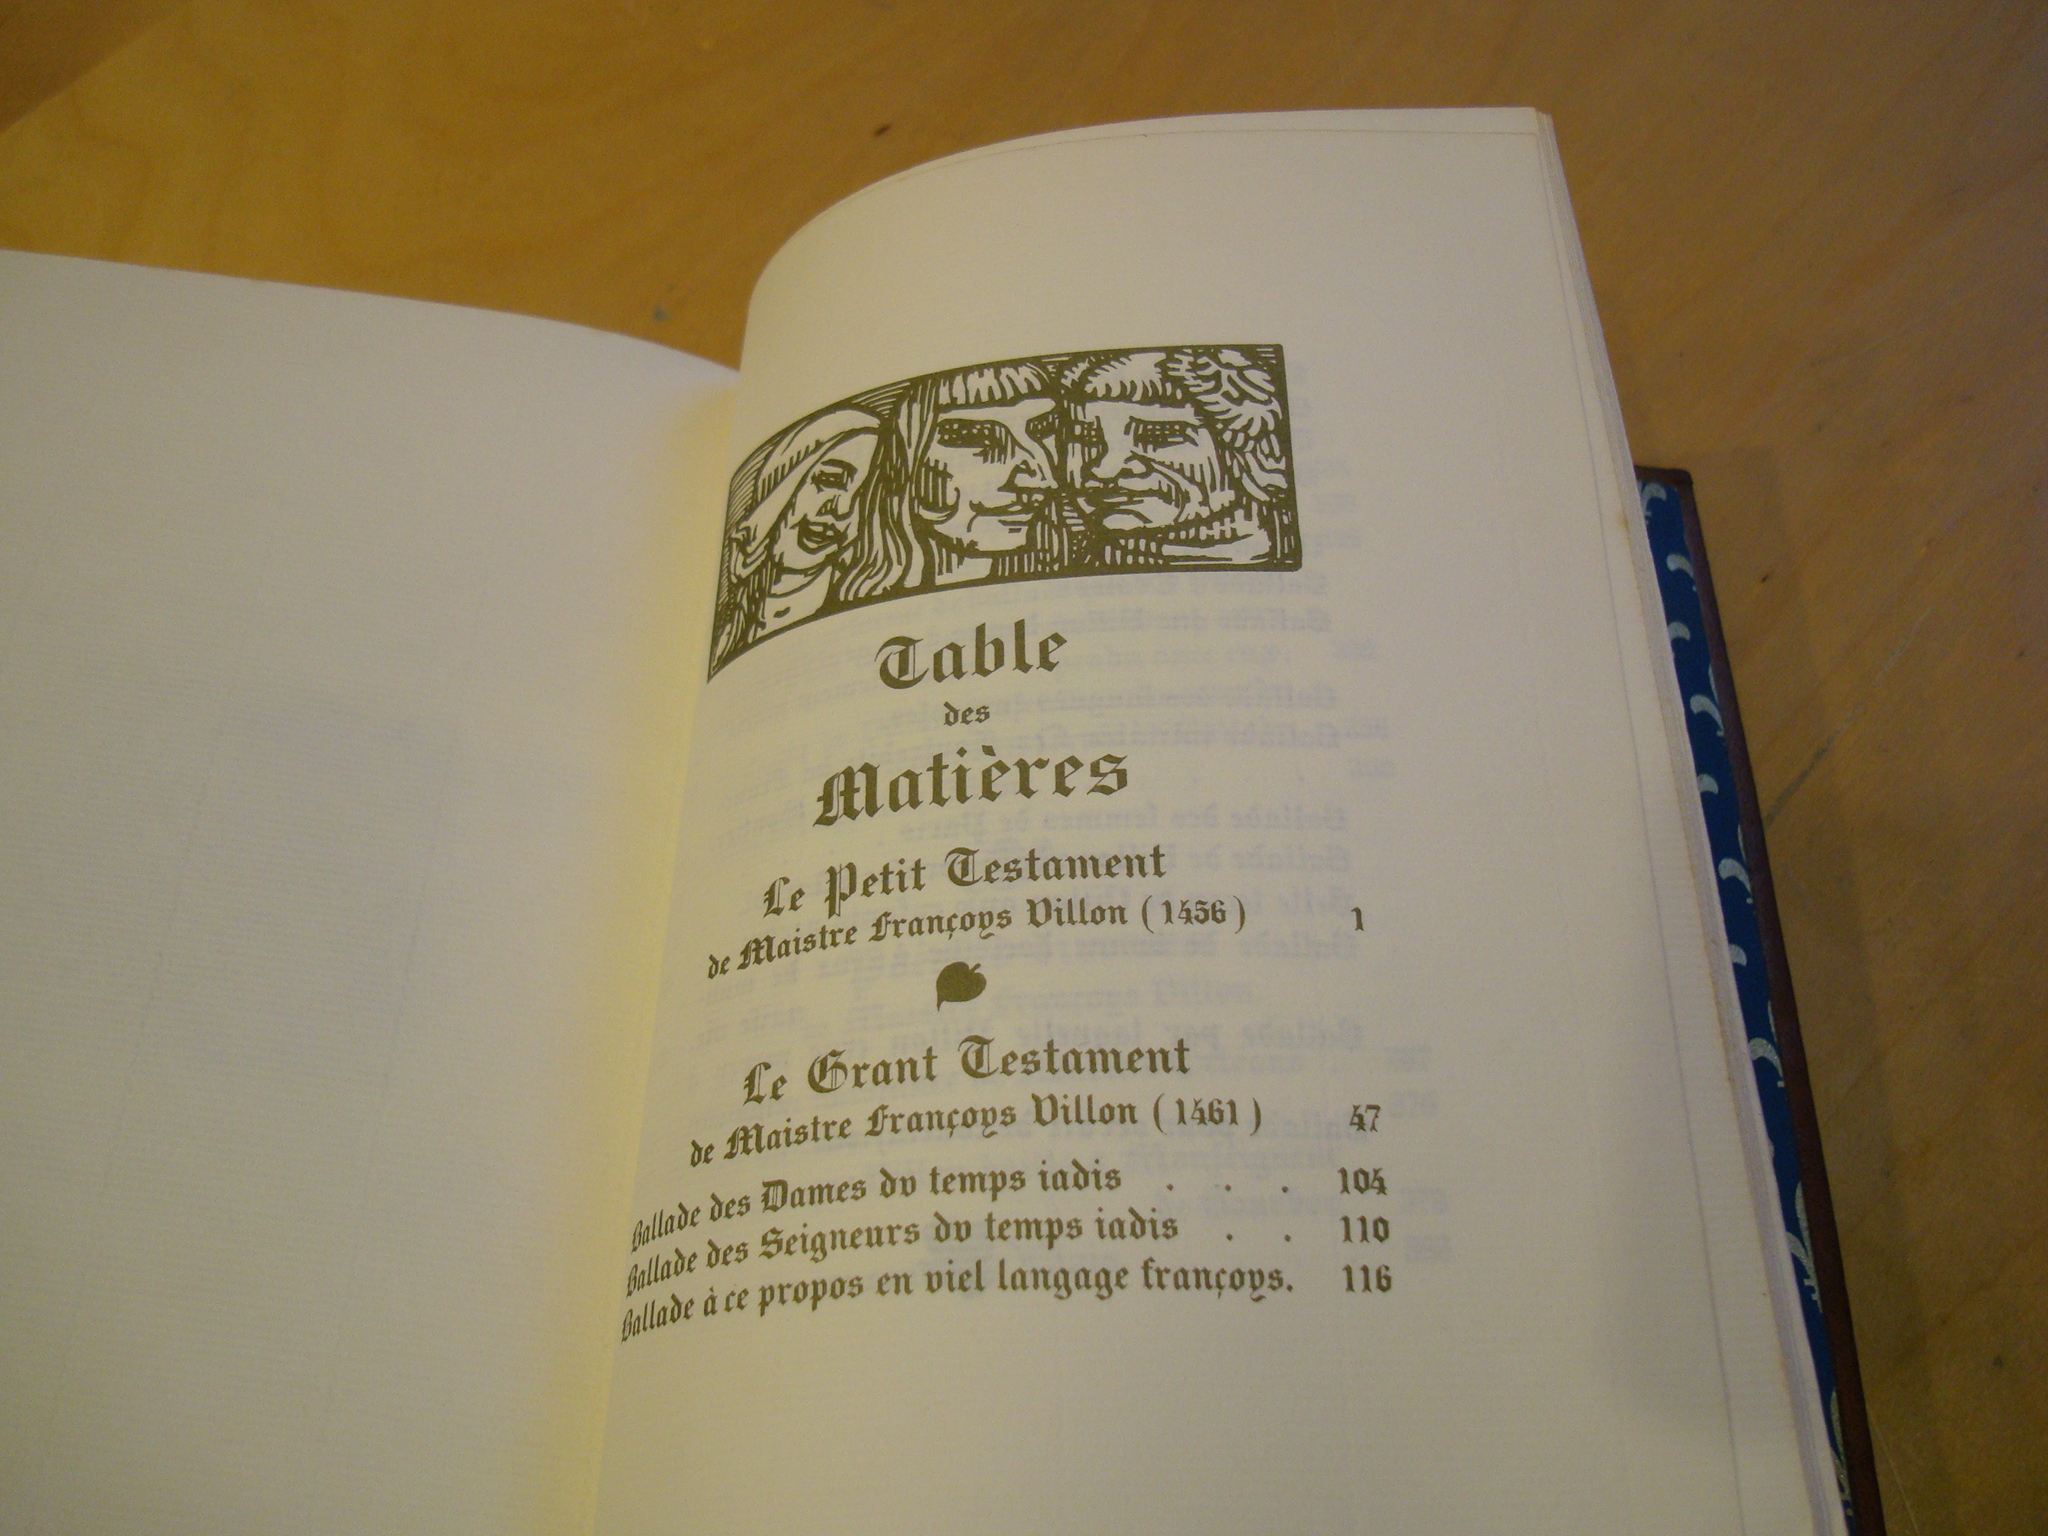 Table
des
Matières
Le Petit Testament
de Maistre Françoys Villon (1456) 1
Le Grant Testament
de Maistre Françoys Villon (1461) 47
Ballade des Dames dv temps iadis . . . 104
Ballade des Seigneurs dv temps iadis . . 110
Ballade à ce propos en viel langage françoys. 116